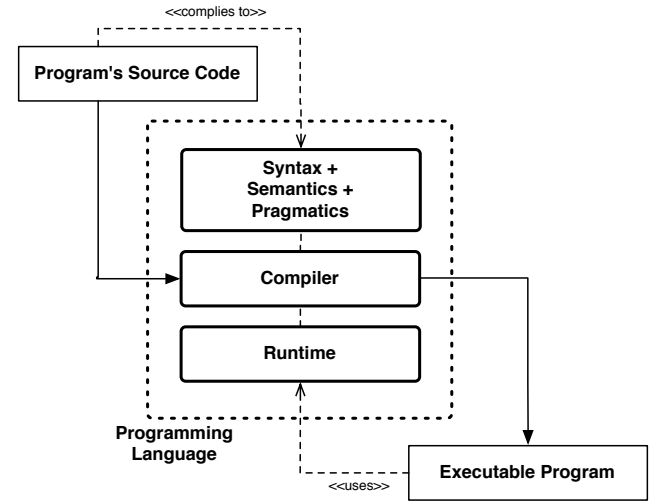 <<complies to>>
Program's Source Code
Syntax +
Semantics +
Pragmatics
Compiler
Runtime
Programming
Language
Executable Program
<<uses>>